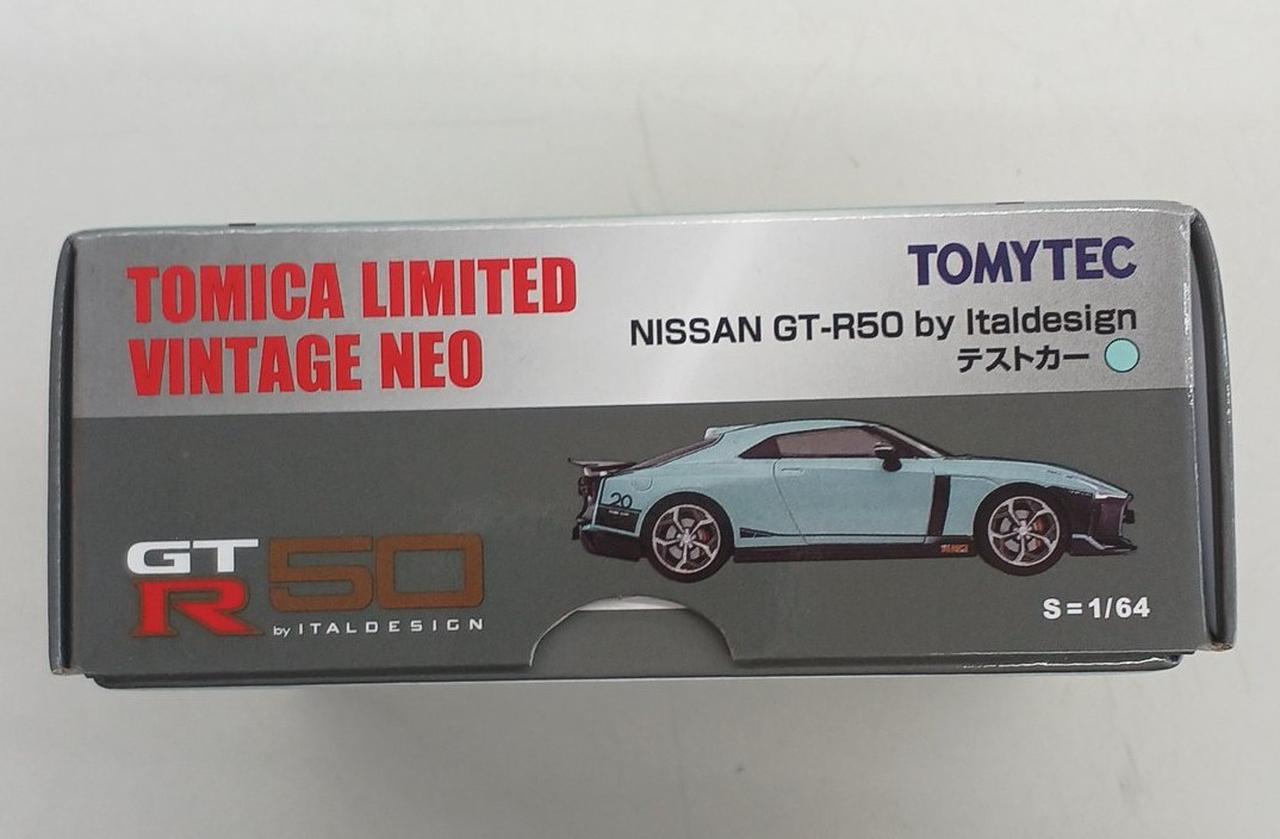 TOMICA LIMITED
VINTAGE NEO
TOMYTEC
NISSAN GT-R50 by Italdesign
テストカー
20
GT
R 50
by ITALDESIGN
S=1/64